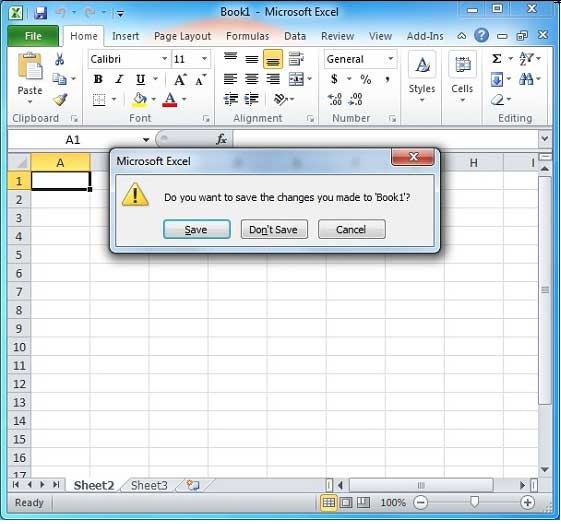 Book1 - Microsoft Excel
File Home Insert Page Layout Formulas Data Review View Add-Ins
Calibri 11 General
Paste B I U A A $ % , Styles Cells Σ
Clipboard Font Alignment Number Editing
A1 fx
Microsoft Excel
Do you want to save the changes you made to 'Book1'?
Save Don't Save Cancel
A H I
1
2
3
4
5
6
7
8
9
10
11
12
13
14
15
16
17
Sheet2 Sheet3
Ready 100%